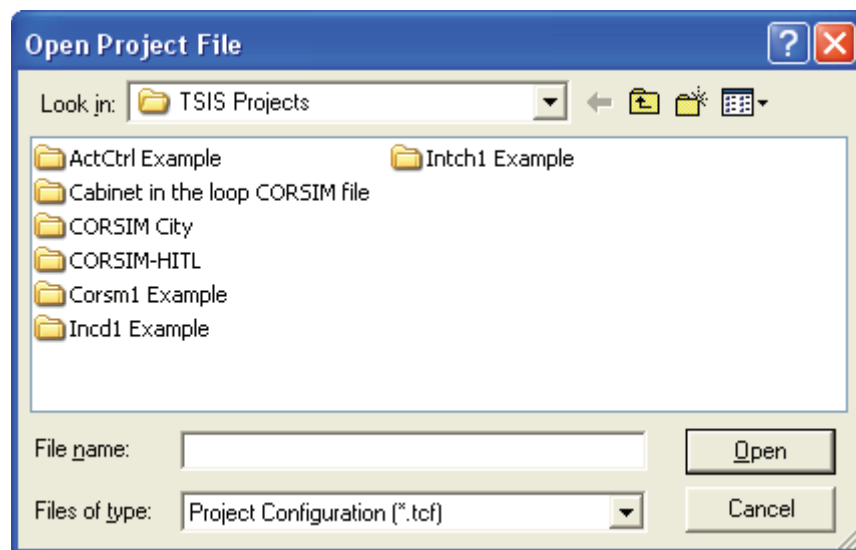 Open Project File
Look in: TSIS Projects
ActCtrl Example
Cabinet in the loop CORSIM file
CORSIM City
CORSIM-HITL
Corsm1 Example
Incd1 Example
Intch1 Example
File name:
Open
Files of type: Project Configuration (*.tcf)
Cancel